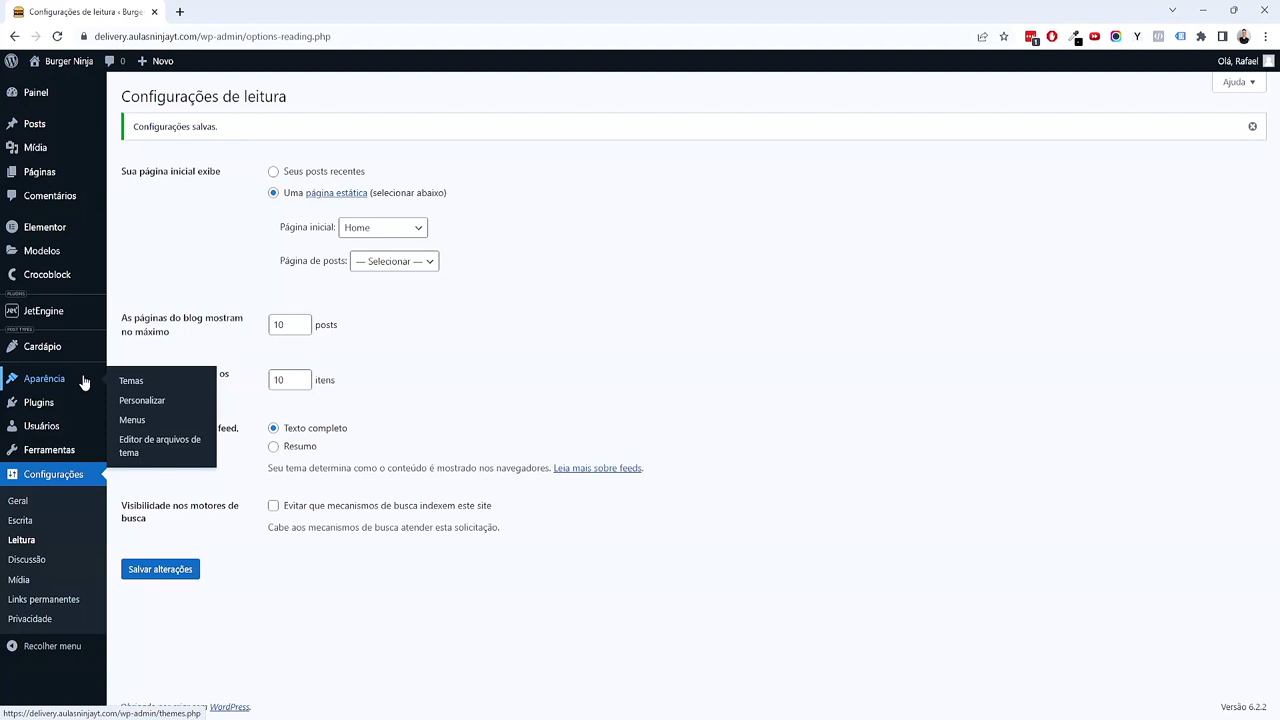 Configurações de leitura ‹ Burge
delivery.aulasninjayt.com/wp-admin/options-reading.php
Burger Ninja
0
Novo
Olá, Rafael
Painel
Posts
Mídia
Páginas
Comentários
Elementor
Modelos
Crocoblock
PLUGINS
JetEngine
POST TYPES
Cardápio
Aparência
Plugins
Usuários
Ferramentas
Configurações
Geral
Escrita
Leitura
Discussão
Mídia
Links permanentes
Privacidade
Recolher menu
Temas
Personalizar
Menus
Editor de arquivos de
tema
Ajuda
Configurações de leitura
Configurações salvas.
Sua página inicial exibe
Seus posts recentes
Uma página estática (selecionar abaixo)
Página inicial: Home
Página de posts: — Selecionar —
As páginas do blog mostram
no máximo
10 posts
os
10 itens
feed,
Texto completo
Resumo
Seu tema determina como o conteúdo é mostrado nos navegadores. Leia mais sobre feeds.
Visibilidade nos motores de
busca
Evitar que mecanismos de busca indexem este site
Cabe aos mecanismos de busca atender esta solicitação.
Salvar alterações
WordPress.
Versão 6.2.2
https://delivery.aulasninjayt.com/wp-admin/themes.php